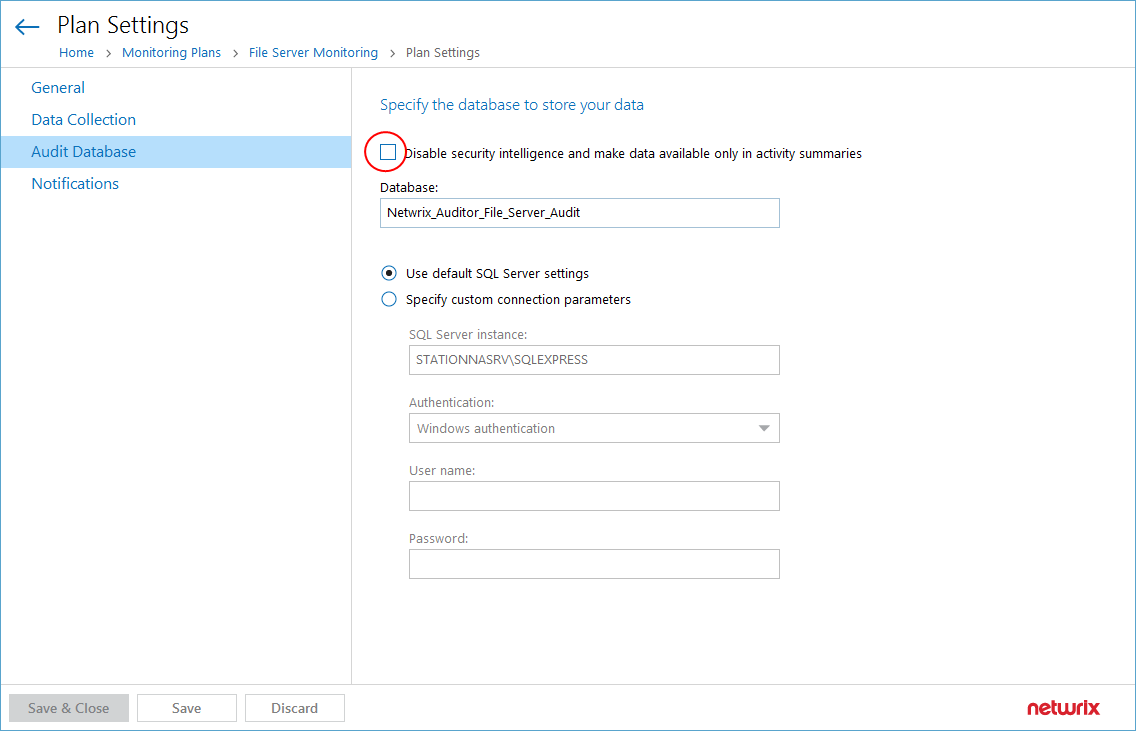 Plan Settings
Home > Monitoring Plans > File Server Monitoring > Plan Settings
General
Data Collection
Audit Database
Notifications
Specify the database to store your data
Disable security intelligence and make data available only in activity summaries
Database:
Netwrix_Auditor_File_Server_Audit
Use default SQL Server settings
Specify custom connection parameters
SQL Server instance:
STATIONNASRV\SQLEXPRESS
Authentication:
Windows authentication
User name:
Password:
Save & Close
Save
Discard
netwrix